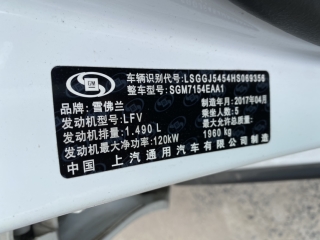 GM
车辆识别代号:LSGGJ5454HS069356
整车型号:SGM7154EAA1
品牌:雪佛兰 制造年月:2017年04月
发动机型号:LFV 乘坐人数:5
发动机排量:1.490 L 最大允许总质量:
发动机最大净功率:120kW 1960 kg
中国 上汽通用汽车有限公司制造